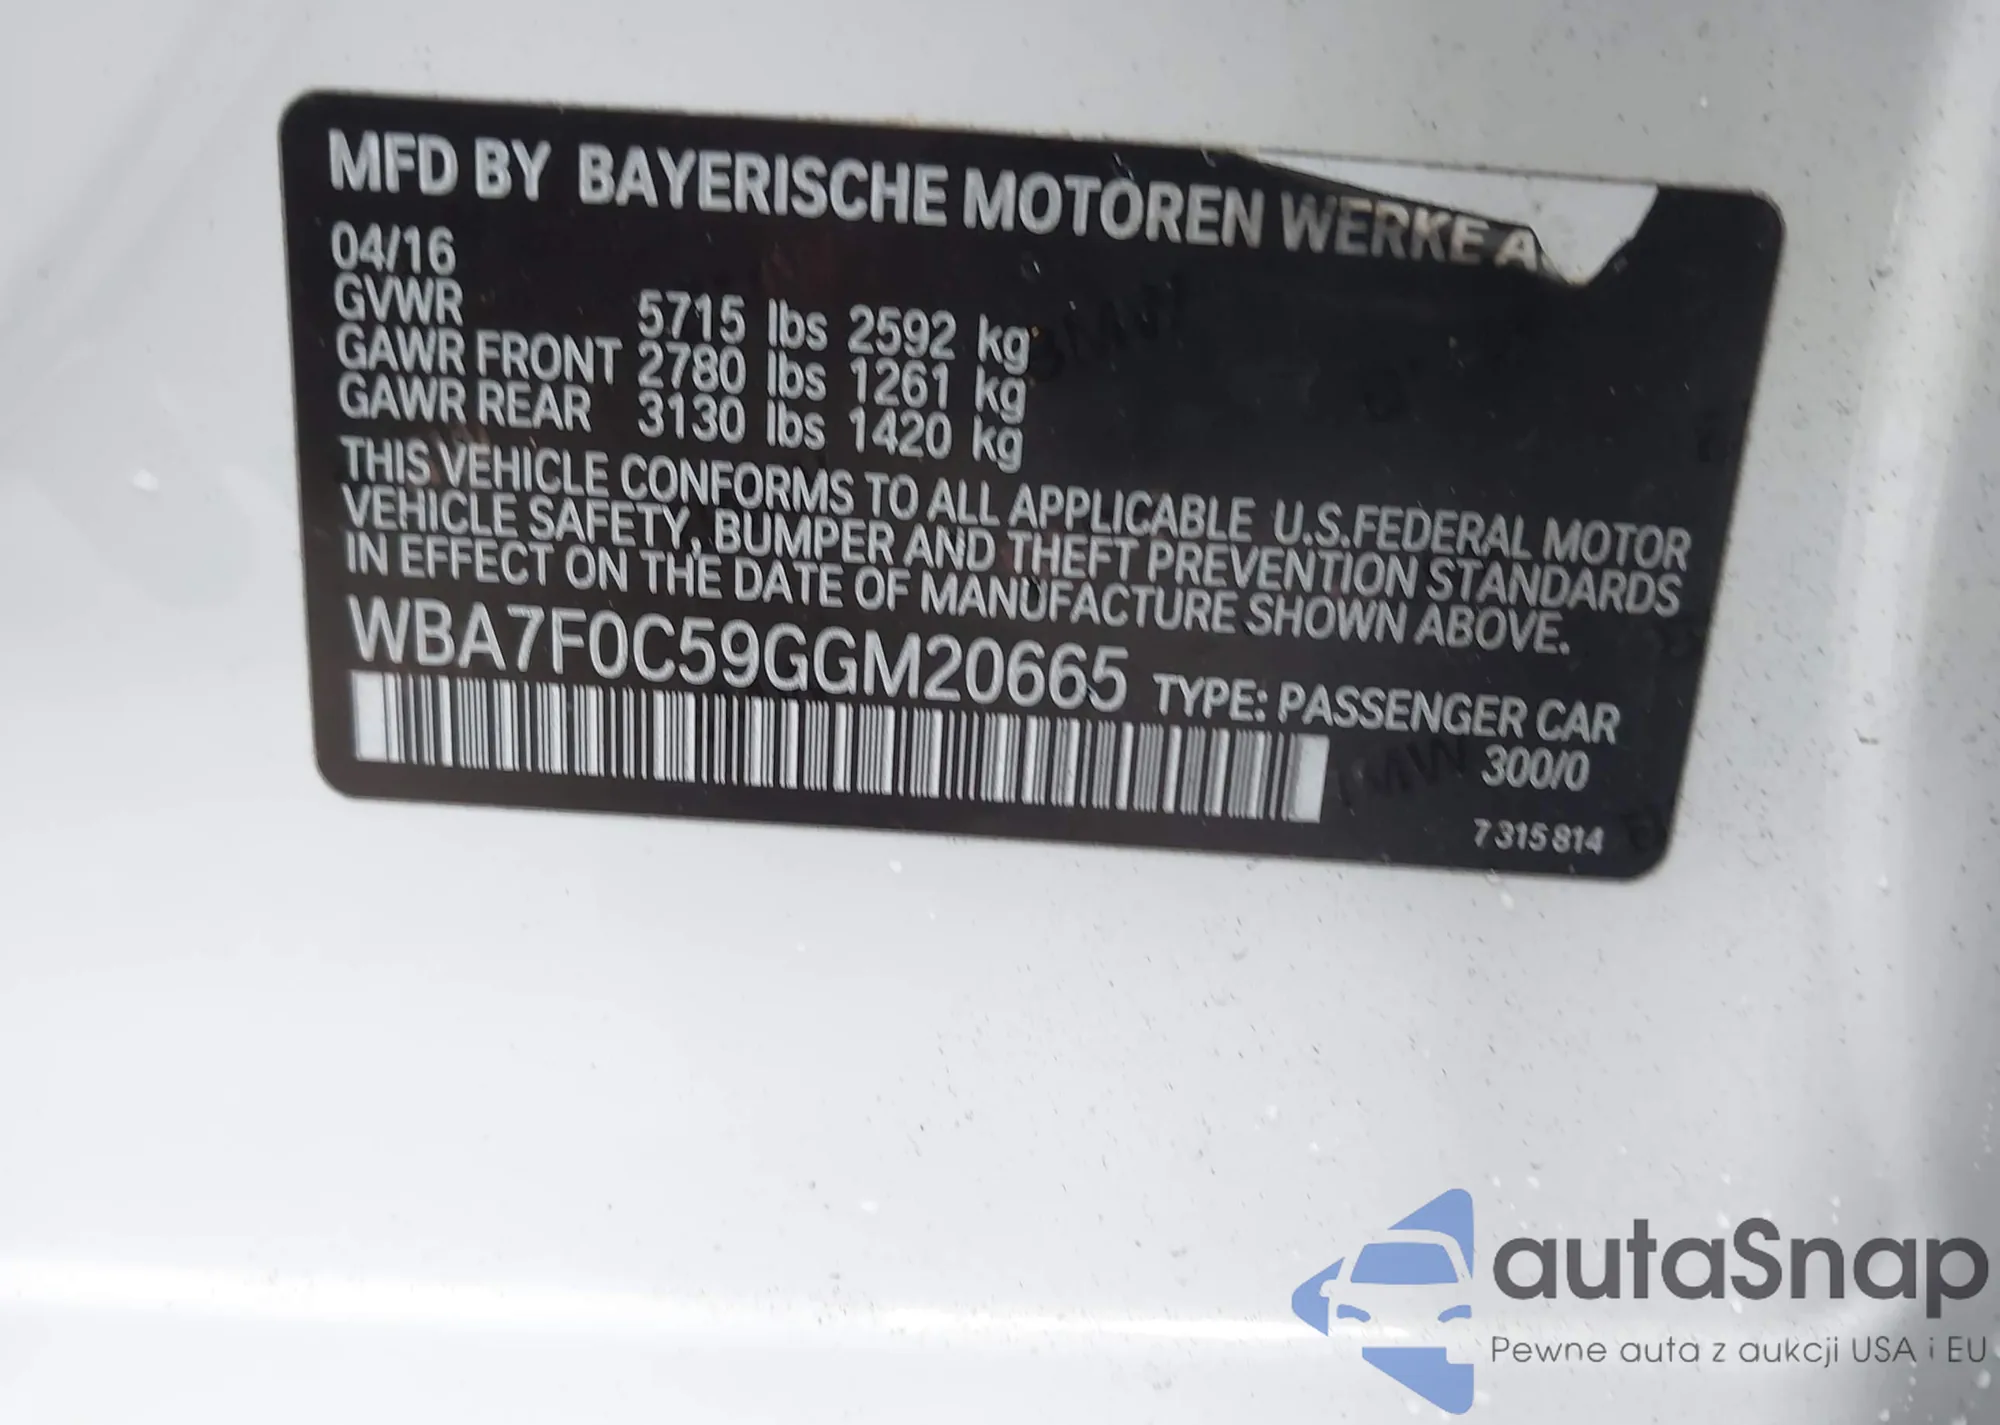 MFD BY BAYERISCHE MOTOREN WERKE A
04/16
GVWR 5715 lbs 2592 kg
GAWR FRONT 2780 lbs 1261 kg
GAWR REAR 3130 lbs 1420 kg
THIS VEHICLE CONFORMS TO ALL APPLICABLE U.S.FEDERAL MOTOR
VEHICLE SAFETY, BUMPER AND THEFT PREVENTION STANDARDS
IN EFFECT ON THE DATE OF MANUFACTURE SHOWN ABOVE.
WBA7F0C59GGM20665 TYPE: PASSENGER CAR
300/0
7 315 814
autaSnap
Pewne auta z aukcji USA i EU